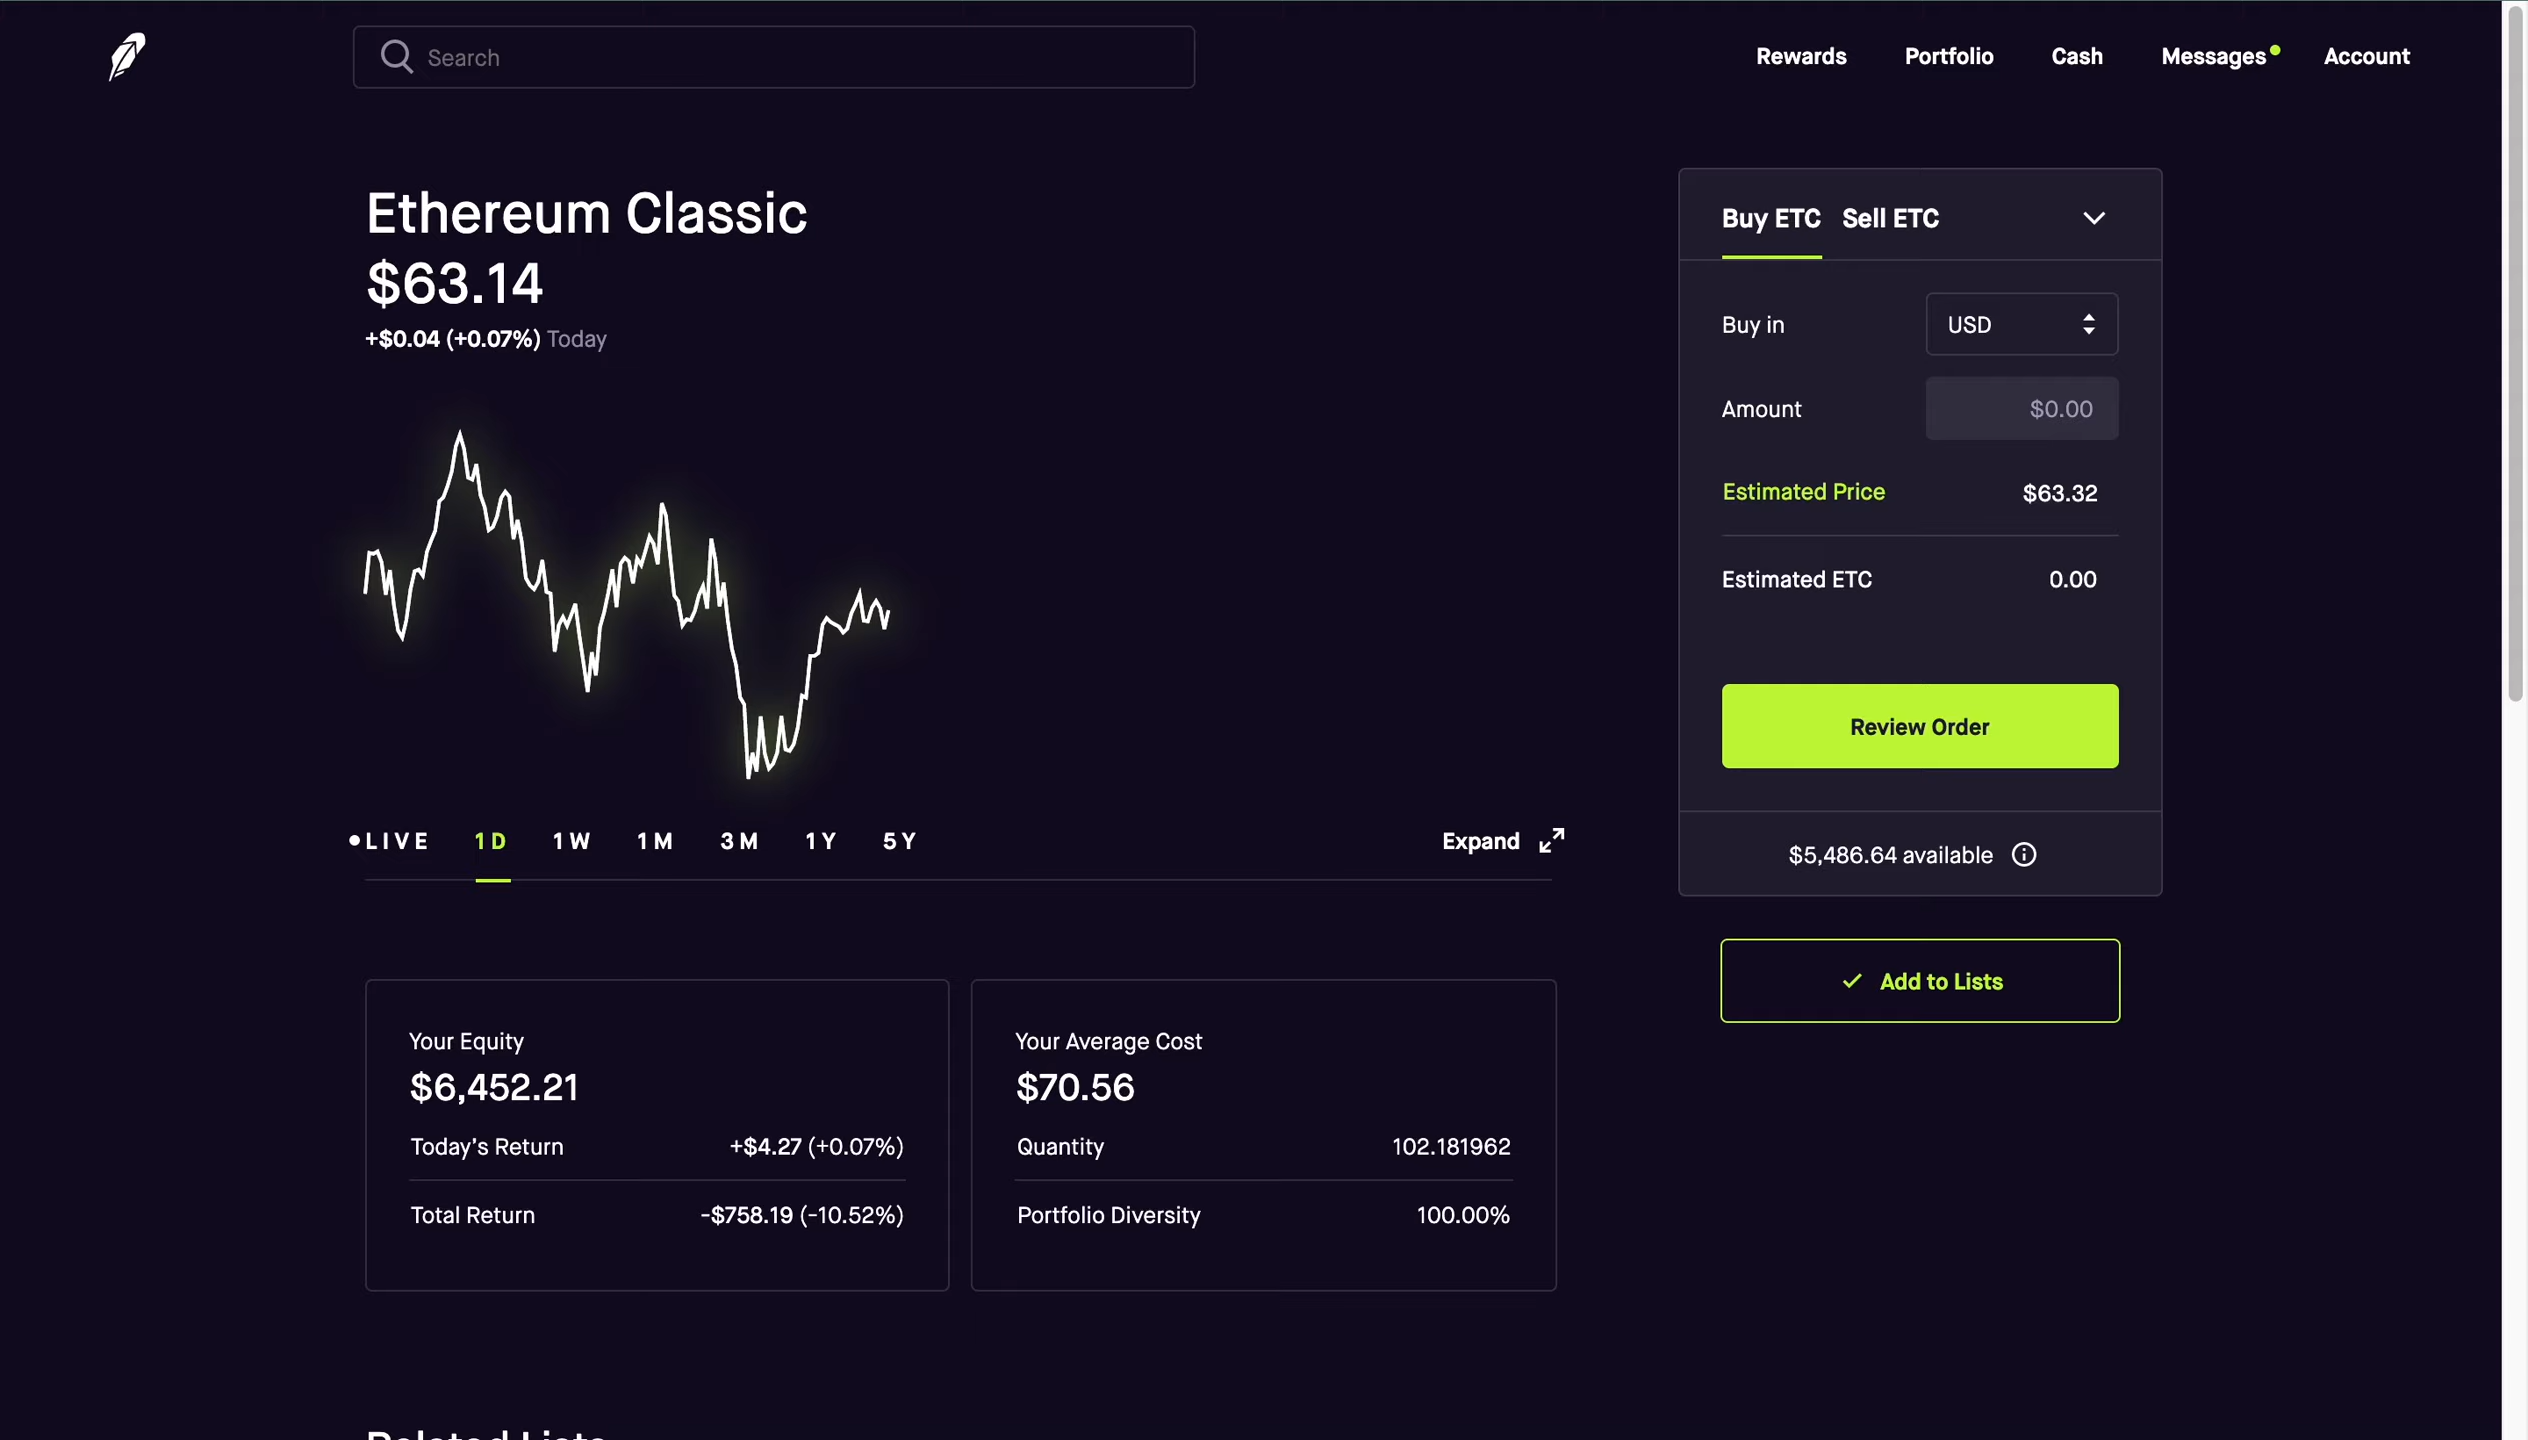 Search
Rewards Portfolio Cash Messages Account
Ethereum Classic
$63.14
+$0.04 (+0.07%) Today
LIVE 1D 1W 1M 3M 1Y 5Y
Expand
Buy ETC Sell ETC
Buy in USD
Amount $0.00
Estimated Price $63.32
Estimated ETC 0.00
Review Order
$5,486.64 available
Add to Lists
Your Equity
$6,452.21
Today's Return +$4.27 (+0.07%)
Total Return -$758.19 (-10.52%)
Your Average Cost
$70.56
Quantity 102.181962
Portfolio Diversity 100.00%
Related Lists